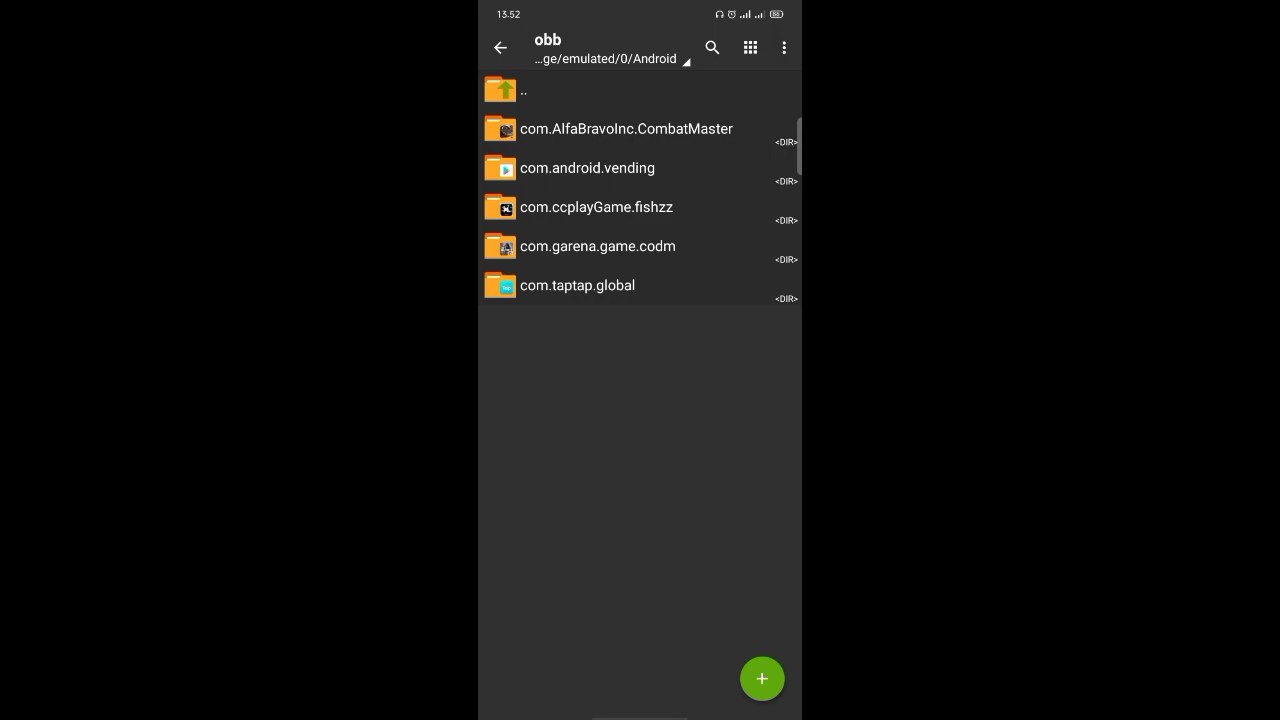 13.52
86
obb
...ge/emulated/0/Android
..
com.AlfaBravoInc.CombatMaster
<DIR>
com.android.vending
<DIR>
com.ccplayGame.fishzz
<DIR>
com.garena.game.codm
<DIR>
com.taptap.global
<DIR>